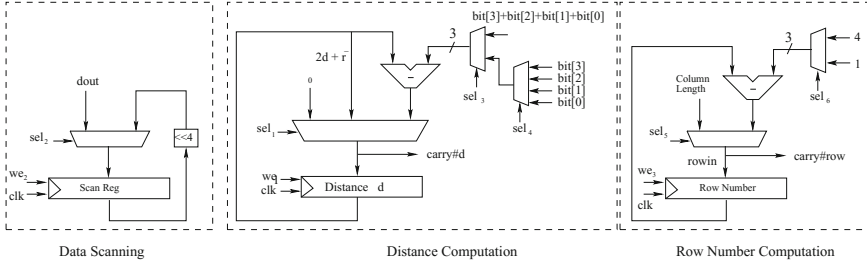 dout
sel2
<<4
we2
clk
Scan Reg
Data Scanning
bit[3]+bit[2]+bit[1]+bit[0]
3
2d + r‾
0
−
sel3
bit[3]
bit[2]
bit[1]
bit[0]
sel4
sel1
carry#d
we1
clk
Distance d
Distance Computation
3
4
1
sel6
Column
Length
−
sel5
rowin
carry#row
we3
clk
Row Number
Row Number Computation